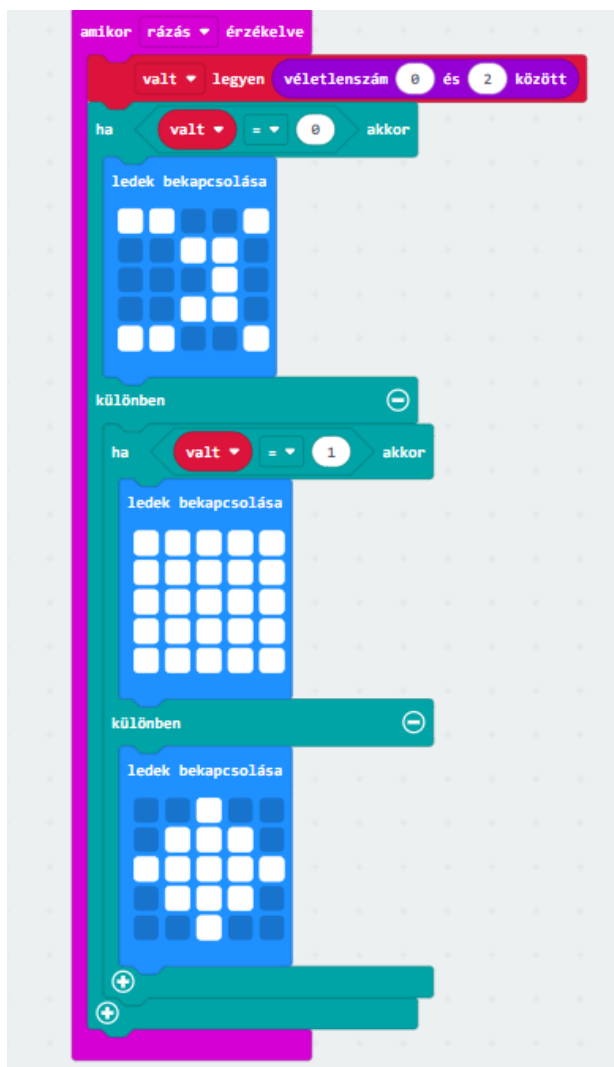 amikor rázás érzékelve
valt legyen véletlenszám 0 és 2 között
ha valt = 0 akkor
ledek bekapcsolása
különben
ha valt = 1 akkor
ledek bekapcsolása
különben
ledek bekapcsolása